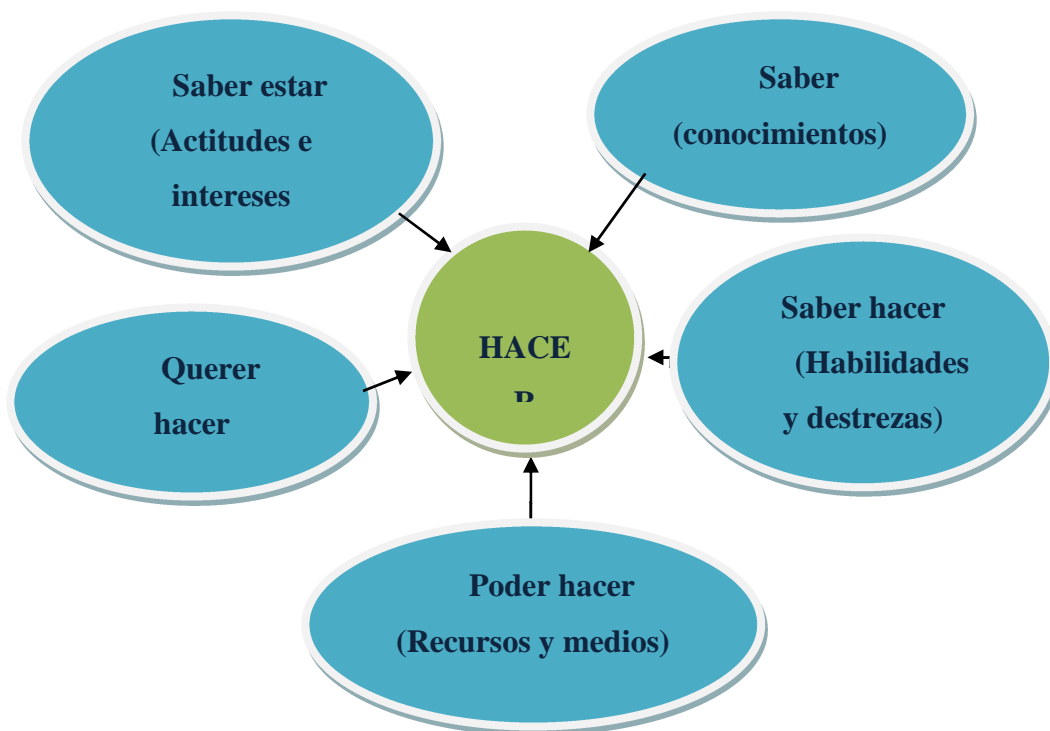 Saber estar
(Actitudes e
intereses
Saber
(conocimientos)
Saber hacer
(Habilidades
y destrezas)
Querer
hacer
HACE
R
Poder hacer
(Recursos y medios)